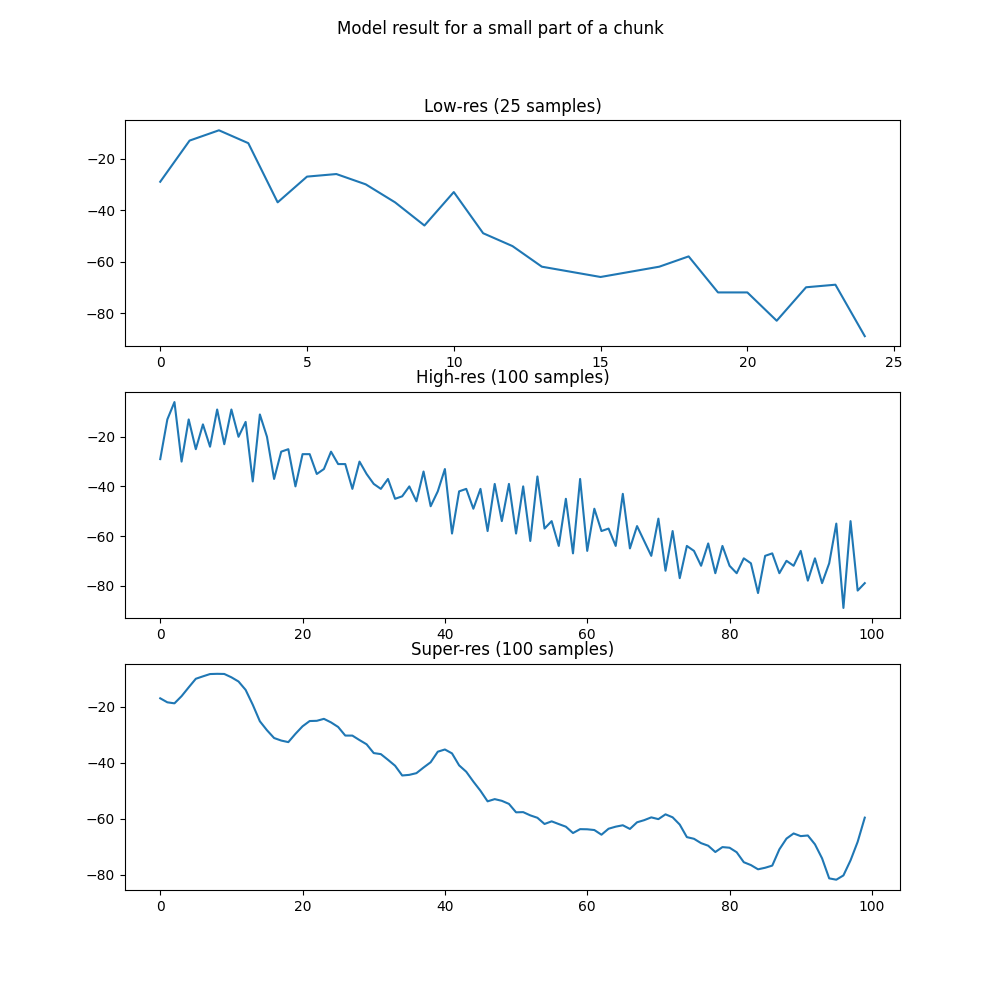 Model result for a small part of a chunk
Low-res (25 samples)
−20
−40
−60
−80
0 5 10 15 20 25
High-res (100 samples)
−20
−40
−60
−80
0 20 40 60 80 100
Super-res (100 samples)
−20
−40
−60
−80
0 20 40 60 80 100